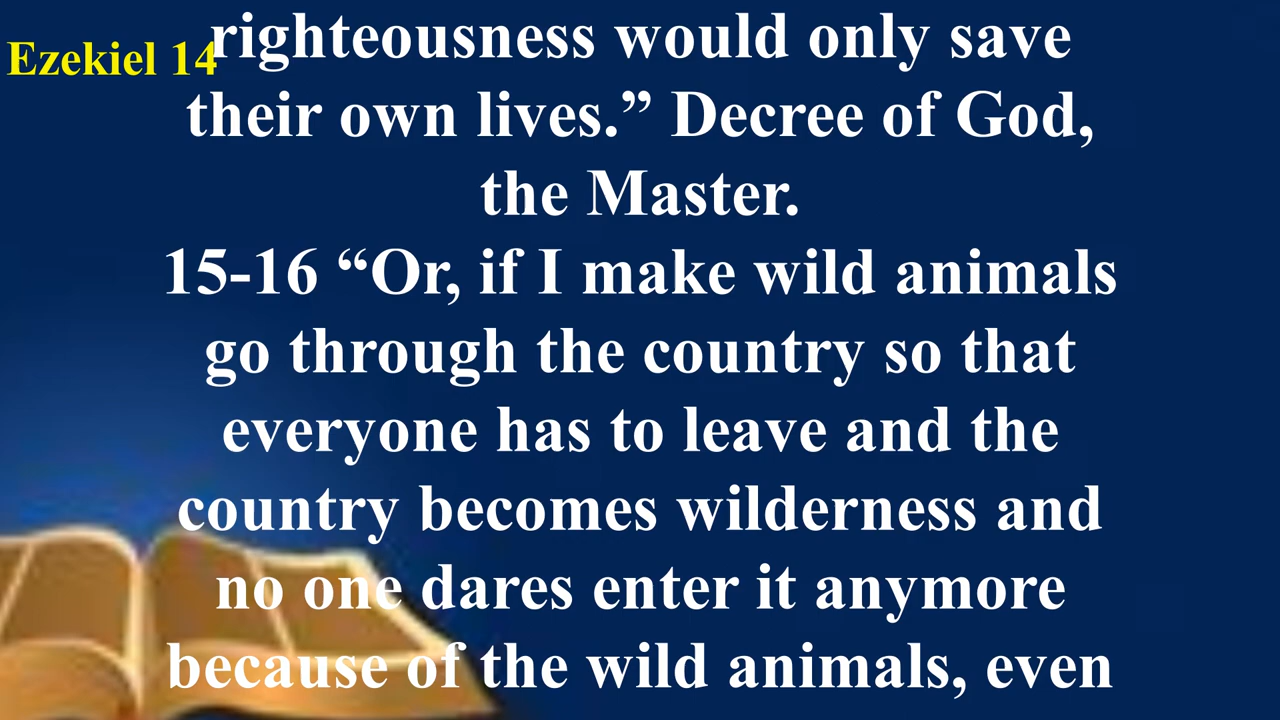 Ezekiel 14
righteousness would only save
their own lives.” Decree of God,
the Master.
15-16 “Or, if I make wild animals
go through the country so that
everyone has to leave and the
country becomes wilderness and
no one dares enter it anymore
because of the wild animals, even